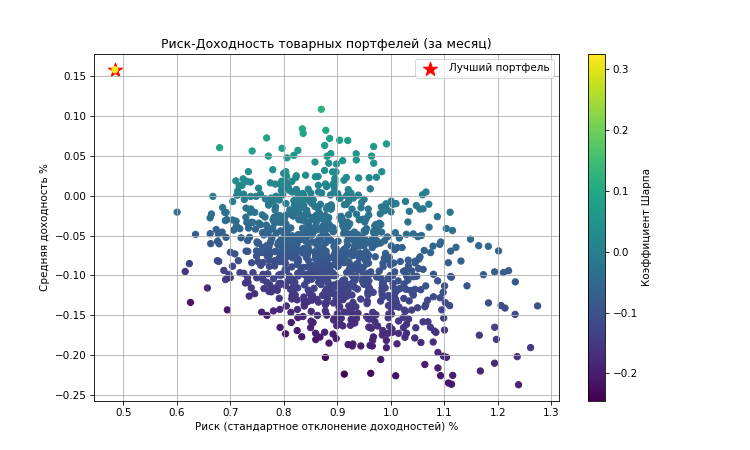 Риск-Доходность товарных портфелей (за месяц)
Лучший портфель
Средняя доходность %
0.15
0.10
0.05
0.00
−0.05
−0.10
−0.15
−0.20
−0.25
0.5 0.6 0.7 0.8 0.9 1.0 1.1 1.2 1.3
Риск (стандартное отклонение доходностей) %
0.3
0.2
0.1
0.0
−0.1
−0.2
Коэффициент Шарпа